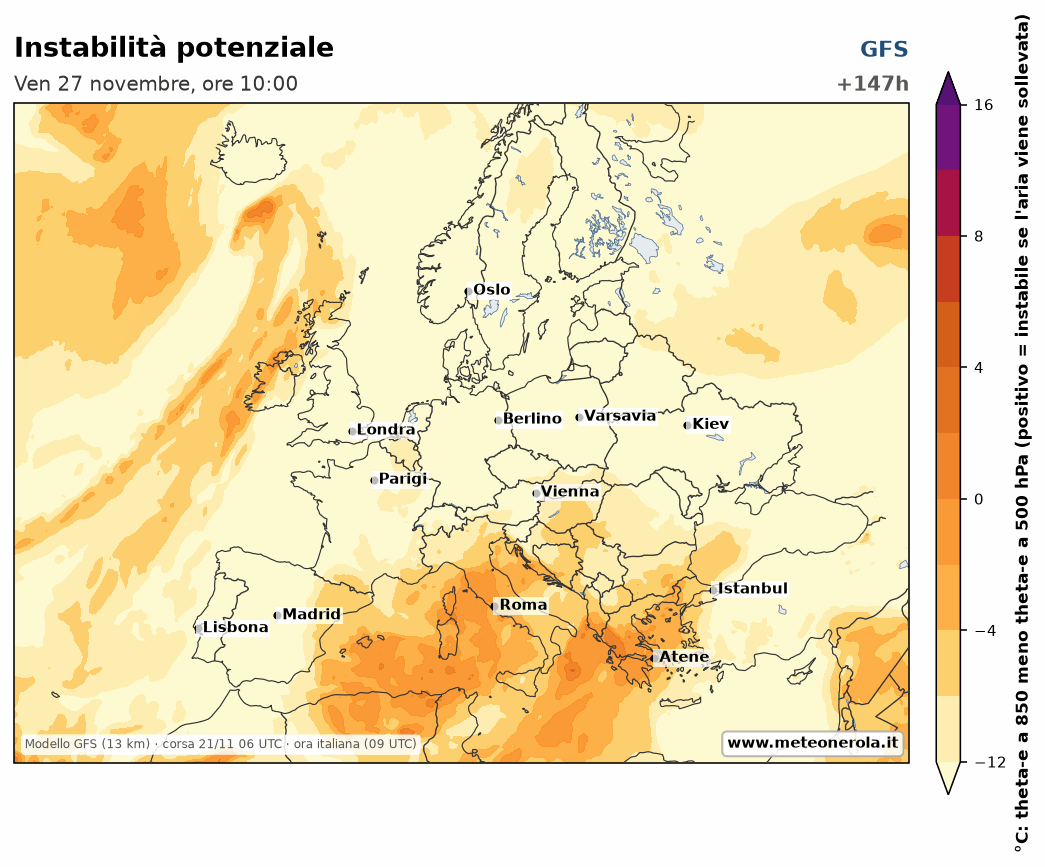 Instabilità potenziale
GFS
Ven 27 novembre, ore 10:00
+147h
Oslo
Berlino
Varsavia
Kiev
Londra
Parigi
Vienna
Istanbul
Roma
Madrid
Lisbona
Atene
Modello GFS (13 km) · corsa 21/11 06 UTC · ora italiana (09 UTC)
www.meteonerola.it
16
8
4
0
−4
−12
°C: theta-e a 850 meno theta-e a 500 hPa (positivo = instabile se l'aria viene sollevata)